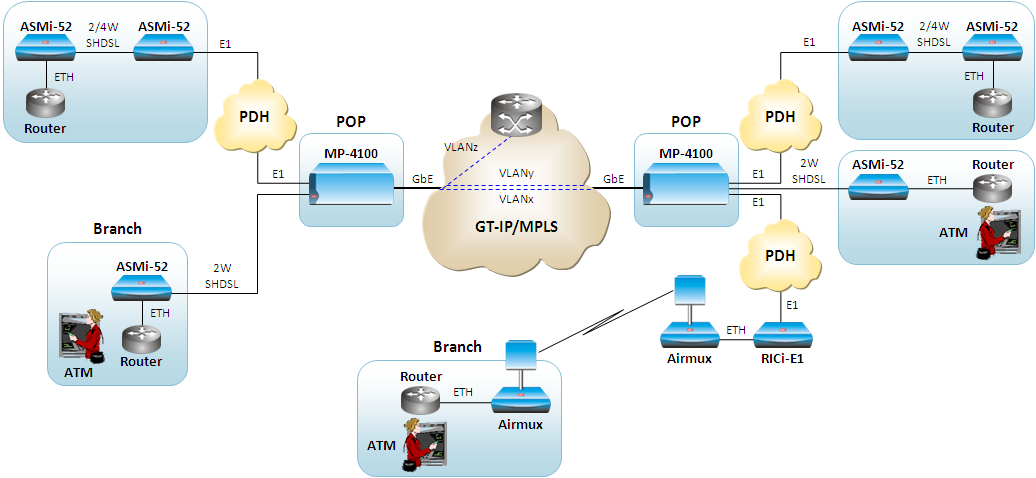 ASMi-52
2/4W
SHDSL
ASMi-52
E1
ETH
Router
PDH
E1
POP
MP-4100
GbE
VLANz
VLANy
VLANx
GT-IP/MPLS
GbE
POP
MP-4100
E1
PDH
E1
ASMi-52
2/4W
SHDSL
ASMi-52
ETH
Router
2W
SHDSL
ASMi-52
ETH
Router
ATM
E1
PDH
E1
Airmux
ETH
RICi-E1
Branch
ASMi-52
2W
SHDSL
ETH
Router
ATM
Branch
Router
ETH
Airmux
ATM